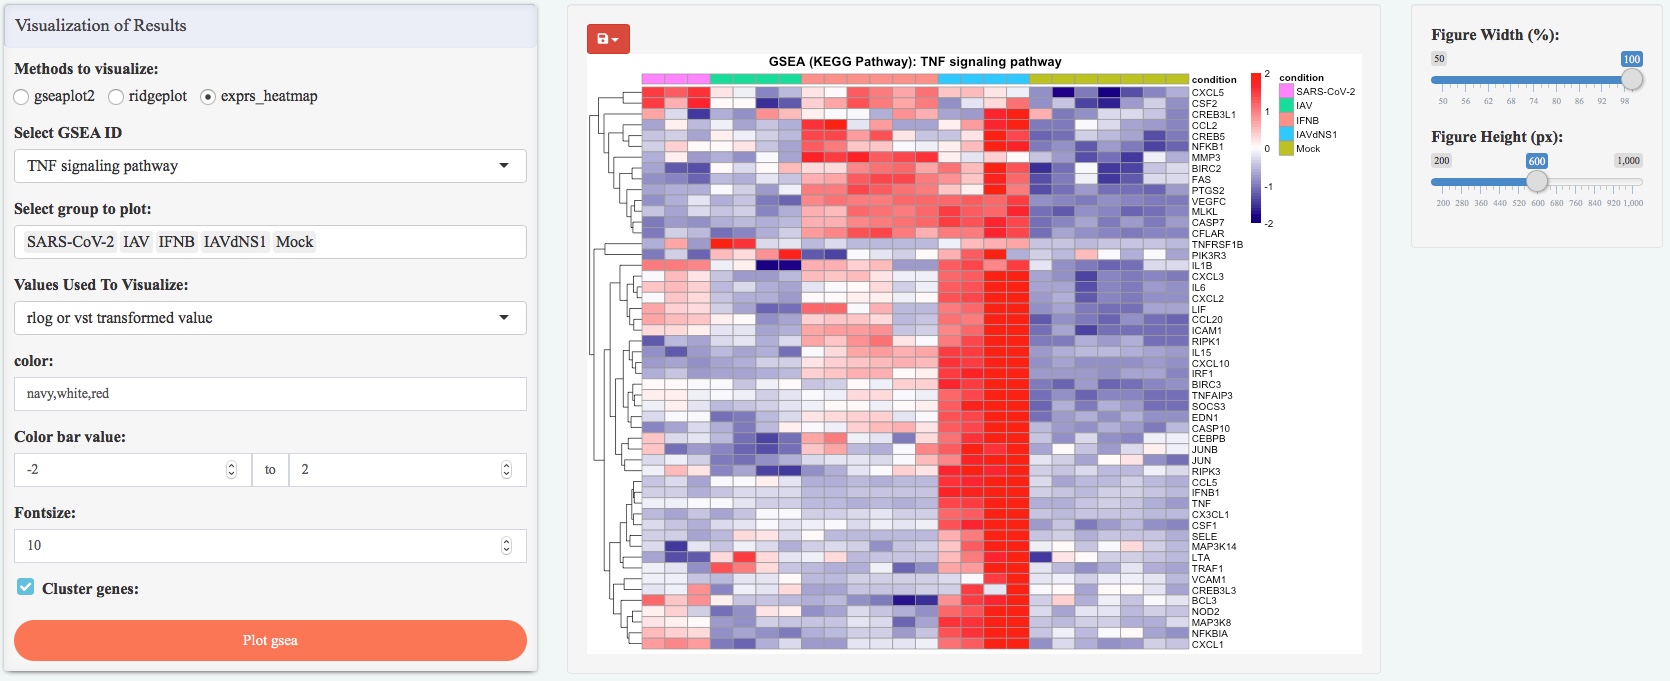 Visualization of Results
Methods to visualize:
gseaplot2 ridgeplot exprs_heatmap
Select GSEA ID
TNF signaling pathway
Select group to plot:
SARS-CoV-2 IAV IFNB IAVdNS1 Mock
Values Used To Visualize:
rlog or vst transformed value
color:
navy,white,red
Color bar value:
-2 to 2
Fontsize:
10
Cluster genes:
Plot gsea
GSEA (KEGG Pathway): TNF signaling pathway
condition
CXCL5
CSF2
CREB3L1
CCL2
CREB5
NFKB1
MMP3
BIRC2
FAS
PTGS2
VEGFC
MLKL
CASP7
CFLAR
TNFRSF1B
PIK3R3
IL1B
CXCL3
IL6
CXCL2
LIF
CCL20
ICAM1
RIPK1
IL15
CXCL10
IRF1
BIRC3
TNFAIP3
SOCS3
EDN1
CASP10
CEBPB
JUNB
JUN
RIPK3
CCL5
IFNB1
TNF
CX3CL1
CSF1
SELE
MAP3K14
LTA
TRAF1
VCAM1
CREB3L3
BCL3
NOD2
MAP3K8
NFKBIA
CXCL1
2
1
0
-1
-2
condition
SARS-CoV-2
IAV
IFNB
IAVdNS1
Mock
Figure Width (%):
50 100
50 56 62 68 74 80 86 92 98
Figure Height (px):
200 600 1,000
200 280 360 440 520 600 680 760 840 920 1,000